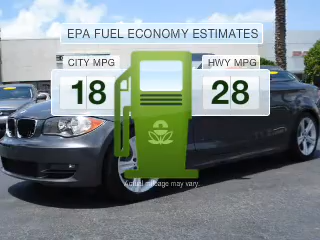 EPA FUEL ECONOMY ESTIMATES
CITY MPG
HWY MPG
18
28
Actual mileage may vary.